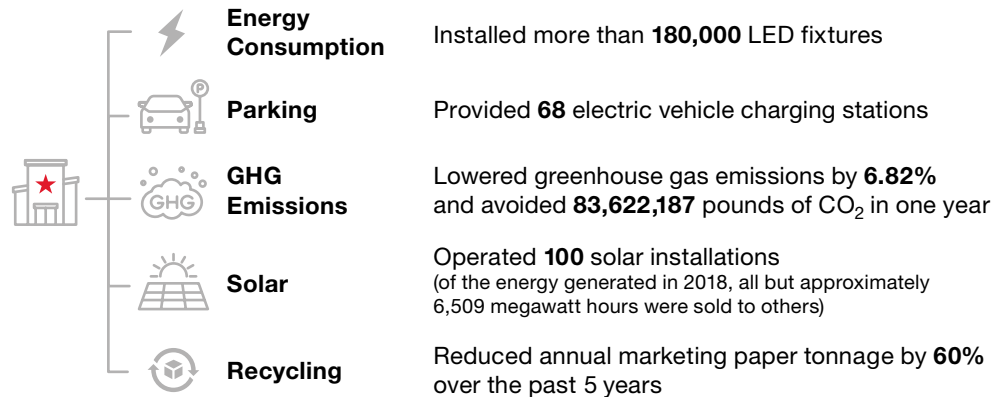 Energy
Consumption
Installed more than 180,000 LED fixtures
P
Parking
Provided 68 electric vehicle charging stations
GHG
GHG
Emissions
Lowered greenhouse gas emissions by 6.82%
and avoided 83,622,187 pounds of CO₂ in one year
Solar
Operated 100 solar installations
(of the energy generated in 2018, all but approximately
6,509 megawatt hours were sold to others)
Recycling
Reduced annual marketing paper tonnage by 60%
over the past 5 years